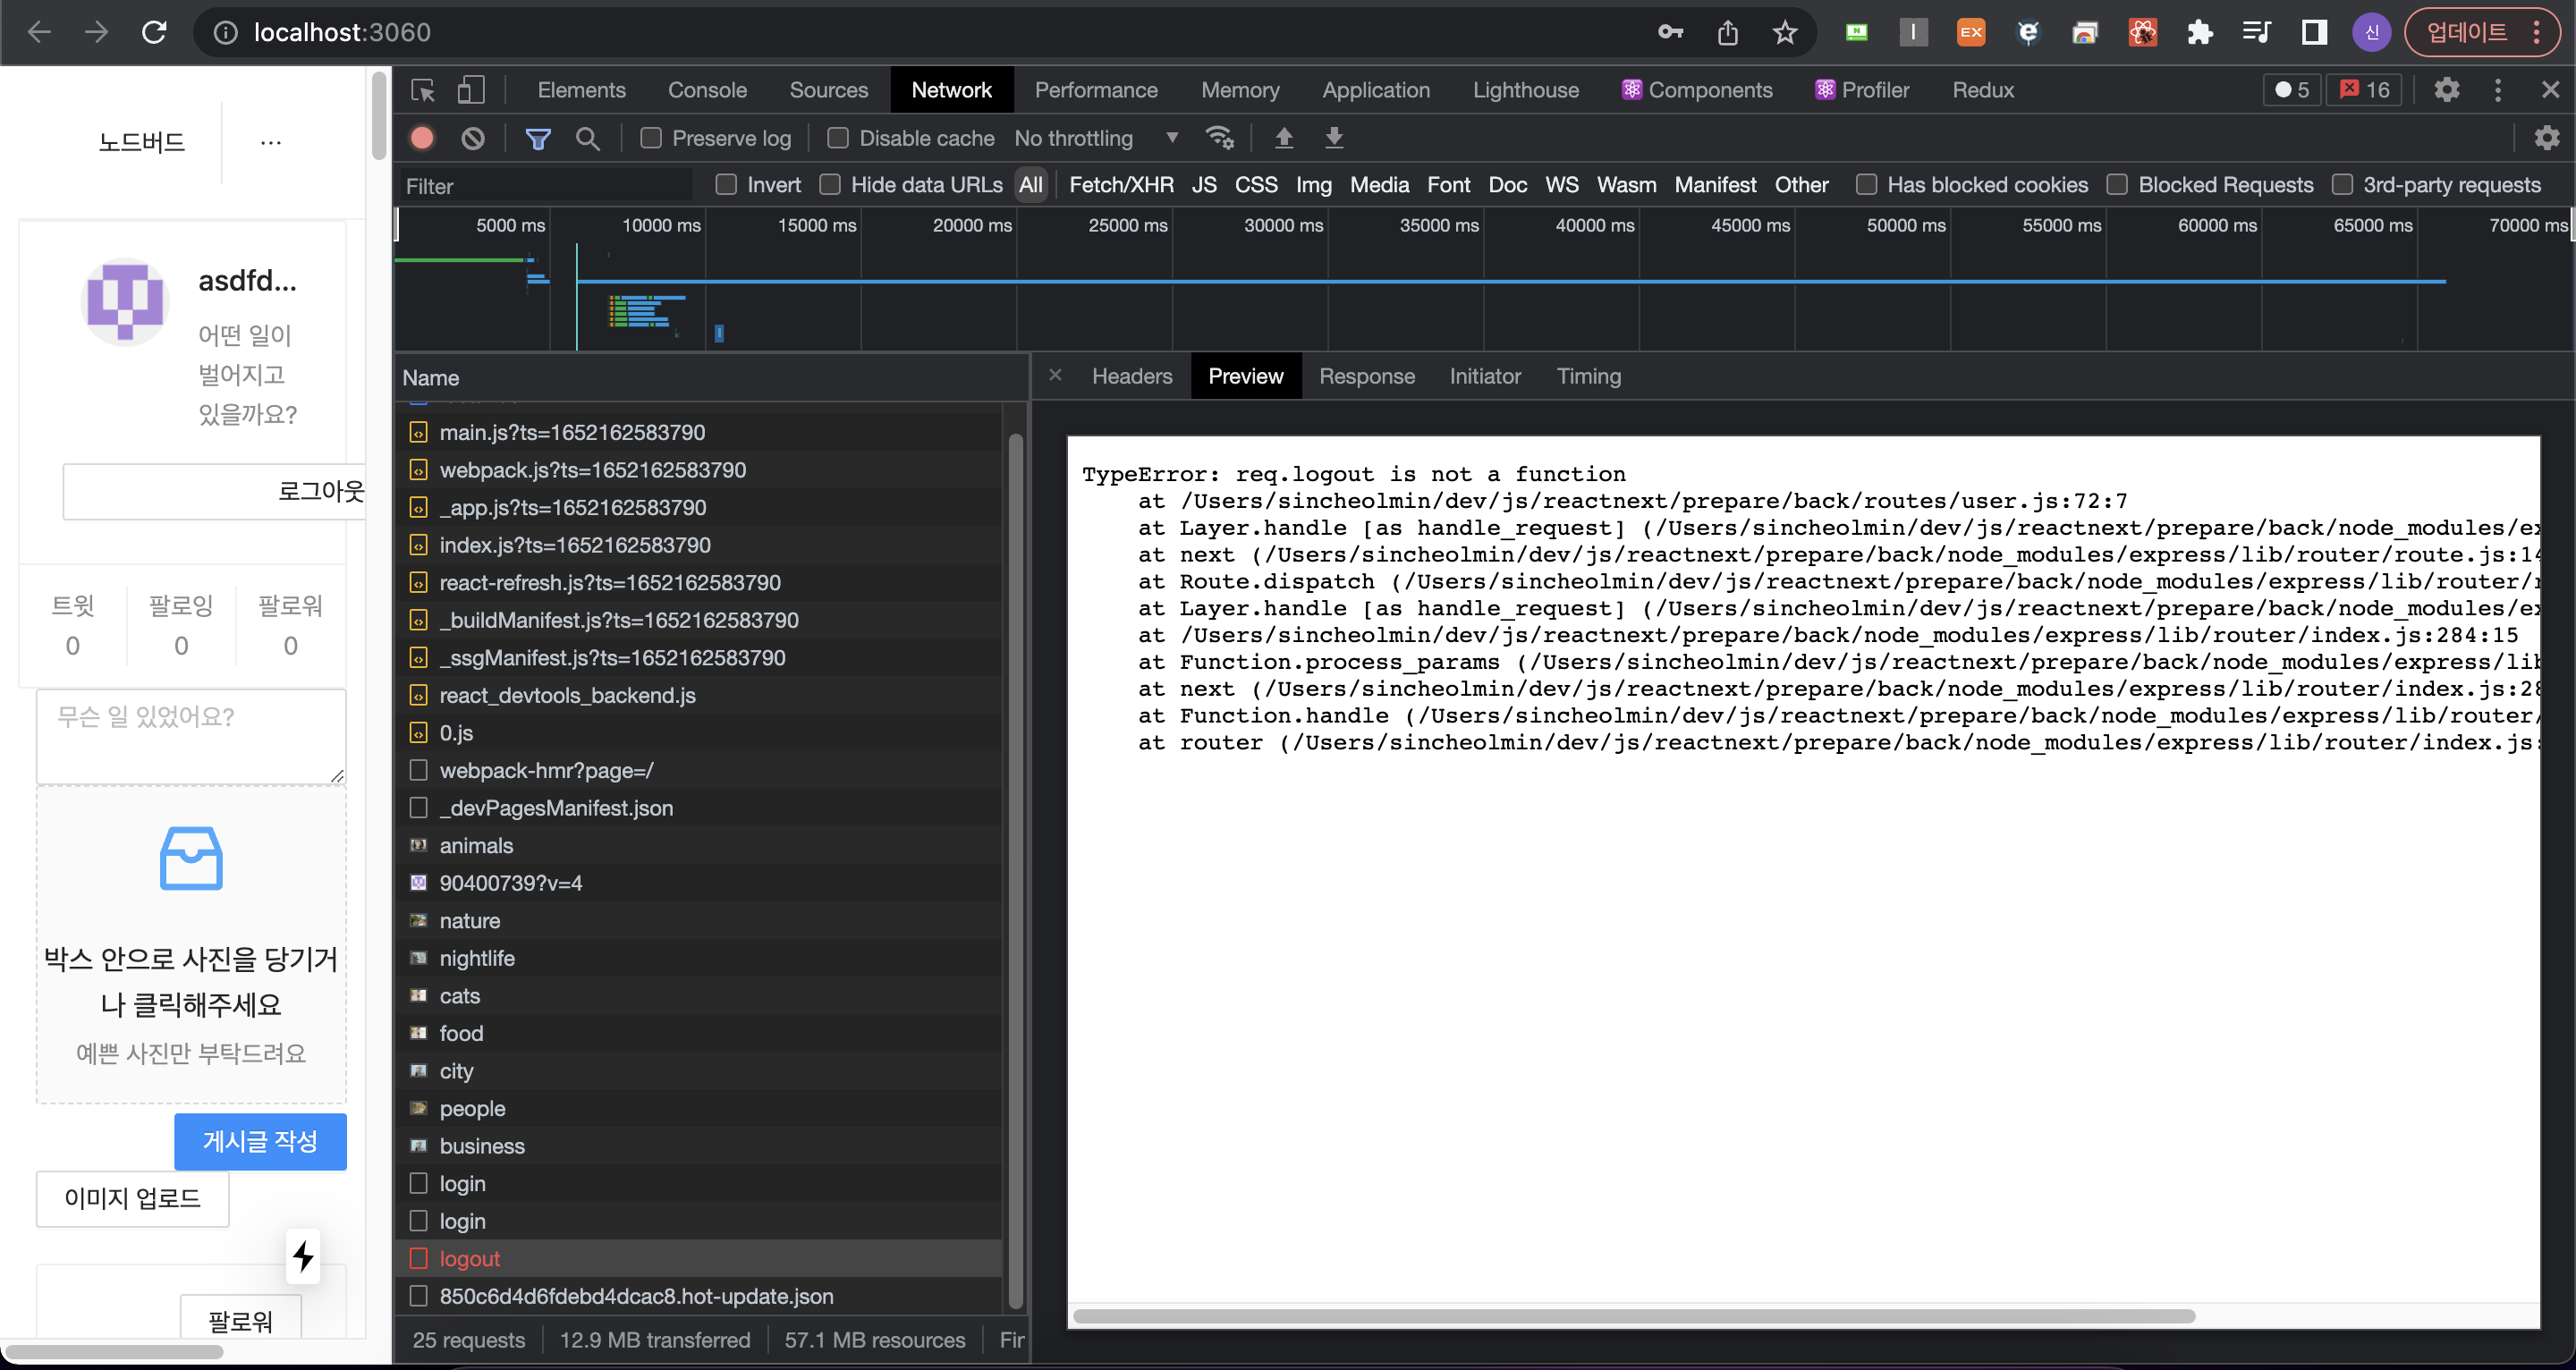 localhost:3060
신
업데이트
노드버드
...
asdfd...
어떤 일이
벌어지고
있을까요?
로그아웃
트윗
0
팔로잉
0
팔로워
0
무슨 일 있었어요?
박스 안으로 사진을 당기거
나 클릭해주세요
예쁜 사진만 부탁드려요
게시글 작성
이미지 업로드
팔로워
Elements Console Sources Network Performance Memory Application Lighthouse Components Profiler Redux 5 16
Preserve log Disable cache No throttling
Filter Invert Hide data URLs All Fetch/XHR JS CSS Img Media Font Doc WS Wasm Manifest Other Has blocked cookies Blocked Requests 3rd-party requests
5000 ms 10000 ms 15000 ms 20000 ms 25000 ms 30000 ms 35000 ms 40000 ms 45000 ms 50000 ms 55000 ms 60000 ms 65000 ms 70000 ms
Name
main.js?ts=1652162583790
webpack.js?ts=1652162583790
_app.js?ts=1652162583790
index.js?ts=1652162583790
react-refresh.js?ts=1652162583790
_buildManifest.js?ts=1652162583790
_ssgManifest.js?ts=1652162583790
react_devtools_backend.js
0.js
webpack-hmr?page=/
_devPagesManifest.json
animals
90400739?v=4
nature
nightlife
cats
food
city
people
business
login
login
logout
850c6d4d6fdebd4dcac8.hot-update.json
25 requests 12.9 MB transferred 57.1 MB resources Fir
Headers Preview Response Initiator Timing
TypeError: req.logout is not a function
at /Users/sincheolmin/dev/js/reactnext/prepare/back/routes/user.js:72:7
at Layer.handle [as handle_request] (/Users/sincheolmin/dev/js/reactnext/prepare/back/node_modules/ex
at next (/Users/sincheolmin/dev/js/reactnext/prepare/back/node_modules/express/lib/router/route.js:14
at Route.dispatch (/Users/sincheolmin/dev/js/reactnext/prepare/back/node_modules/express/lib/router/r
at Layer.handle [as handle_request] (/Users/sincheolmin/dev/js/reactnext/prepare/back/node_modules/ex
at /Users/sincheolmin/dev/js/reactnext/prepare/back/node_modules/express/lib/router/index.js:284:15
at Function.process_params (/Users/sincheolmin/dev/js/reactnext/prepare/back/node_modules/express/lib
at next (/Users/sincheolmin/dev/js/reactnext/prepare/back/node_modules/express/lib/router/index.js:28
at Function.handle (/Users/sincheolmin/dev/js/reactnext/prepare/back/node_modules/express/lib/router/
at router (/Users/sincheolmin/dev/js/reactnext/prepare/back/node_modules/express/lib/router/index.js: